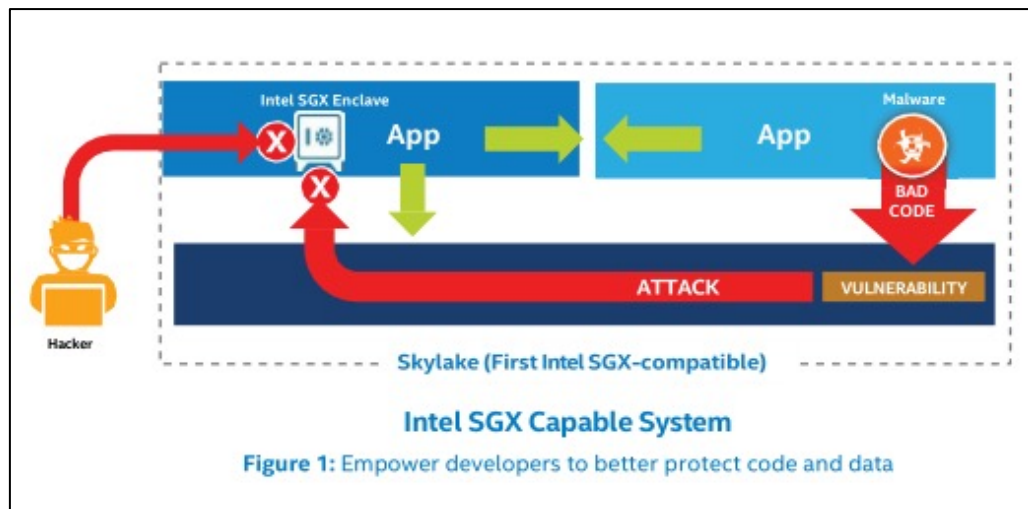 Intel SGX Enclave
Malware
X
App
App
X
BAD
CODE
ATTACK
VULNERABILITY
Hacker
Skylake (First Intel SGX-compatible)
Intel SGX Capable System
Figure 1: Empower developers to better protect code and data